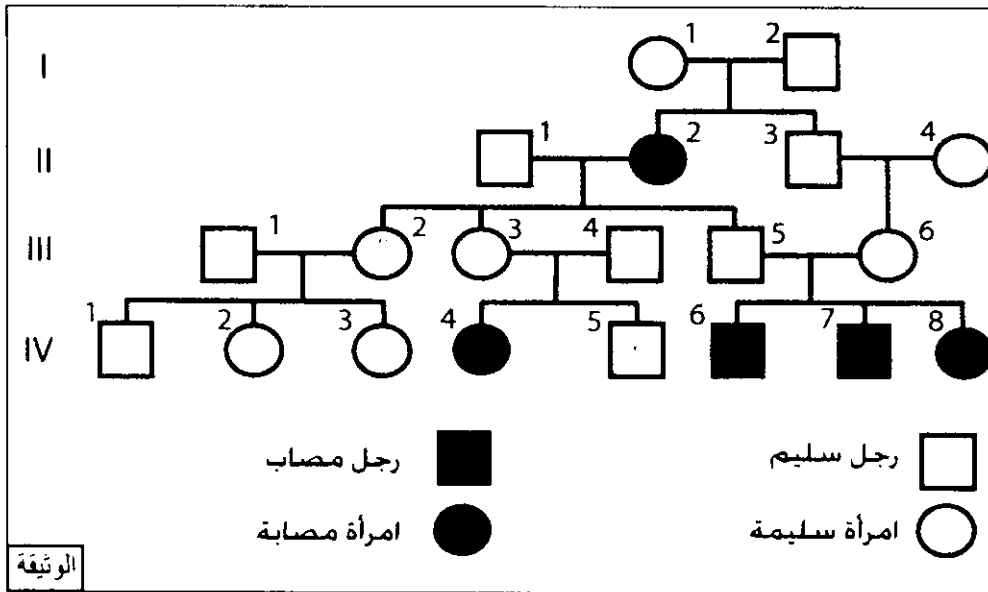 I 1 2
II 1 2 3 4
III 1 2 3 4 5 6
IV 1 2 3 4 5 6 7 8
رجل سليم رجل مصاب
امرأة سليمة امرأة مصابة
الوثيقة